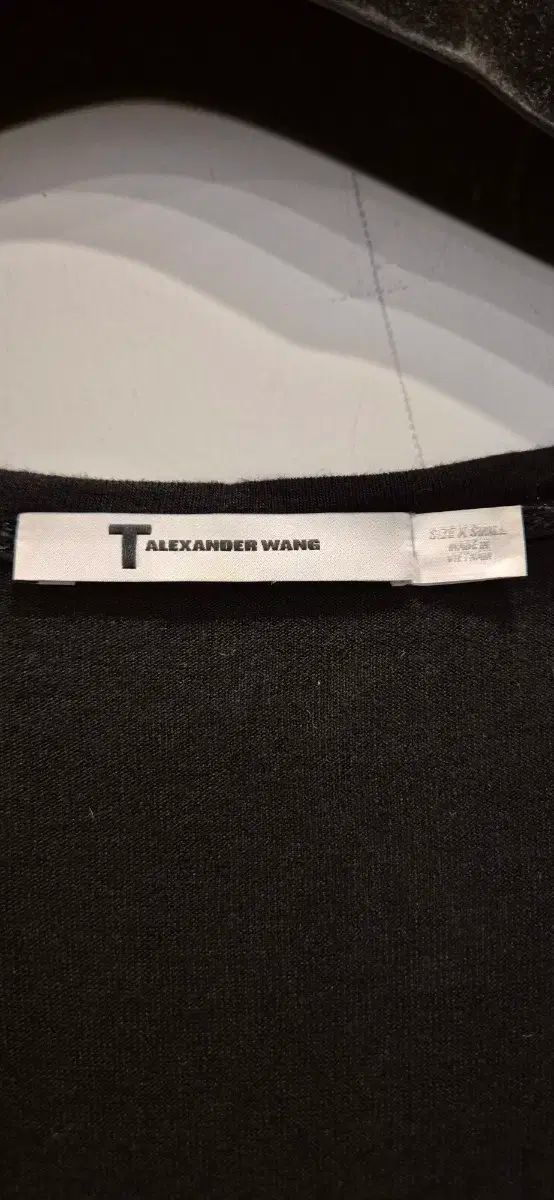 T ALEXANDER WANG
SIZE X SMALL
MADE IN
VIETNAM